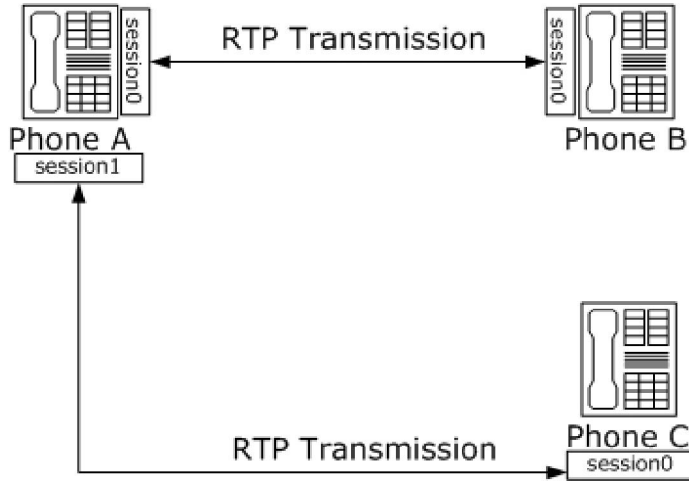 session0
RTP Transmission
session0
Phone A
Phone B
session1
RTP Transmission
Phone C
session0